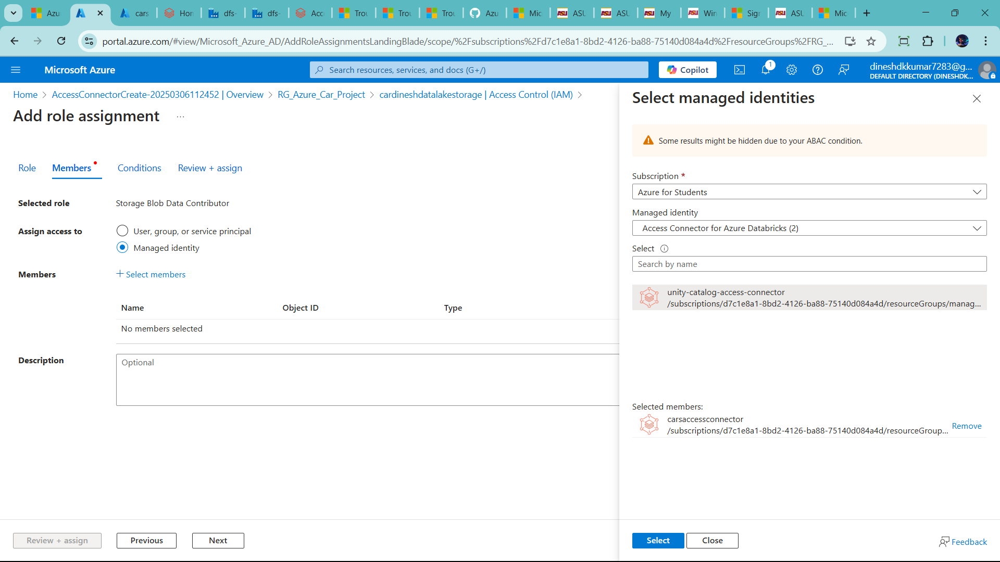 Azu
cars
Hon
dfs-
dfs-
Acc
Trou
Trou
Trou
Azu
Mic
ASU
ASU
My
Win
Sigr
ASU
Mic
portal.azure.com/#view/Microsoft_Azure_AD/AddRoleAssignmentsLandingBlade/scope/%2Fsubscriptions%2Fd7c1e8a1-8bd2-4126-ba88-75140d084a4d%2FresourceGroups%2FRG_...
Microsoft Azure
Search resources, services, and docs (G+/)
Copilot
1
dineshdkkumar7283@g...
DEFAULT DIRECTORY (DINESHDK...
Home > AccessConnectorCreate-20250306112452 | Overview > RG_Azure_Car_Project > cardineshdatalakestorage | Access Control (IAM) >
Add role assignment ...
Role
Members
Conditions
Review + assign
Selected role
Storage Blob Data Contributor
Assign access to
User, group, or service principal
Managed identity
Members
+ Select members
Name
Object ID
Type
No members selected
Description
Optional
Review + assign
Previous
Next
Select managed identities
Some results might be hidden due to your ABAC condition.
Subscription *
Azure for Students
Managed identity
Access Connector for Azure Databricks (2)
Select
Search by name
unity-catalog-access-connector
/subscriptions/d7c1e8a1-8bd2-4126-ba88-75140d084a4d/resourceGroups/manag...
Selected members:
carsaccessconnector
/subscriptions/d7c1e8a1-8bd2-4126-ba88-75140d084a4d/resourceGroup...
Remove
Select
Close
Feedback